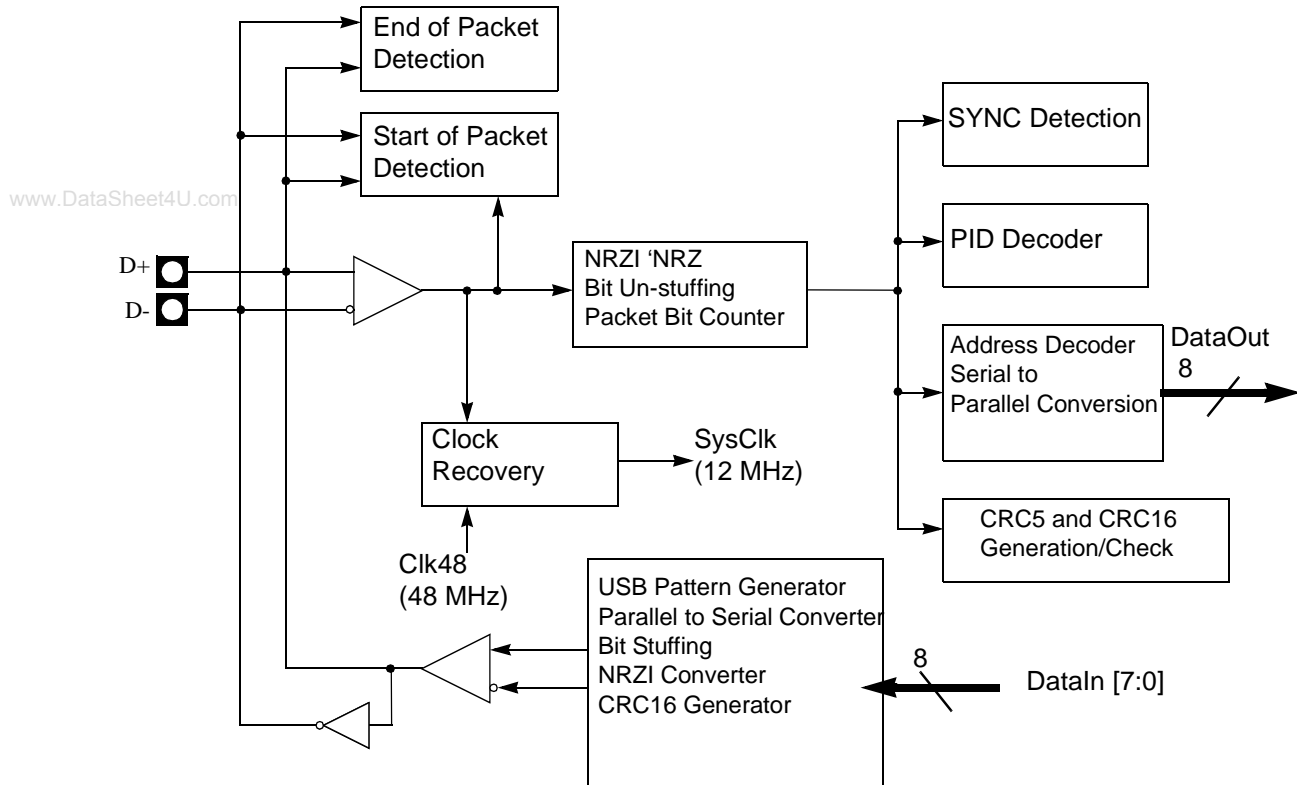 End of Packet
Detection
Start of Packet
Detection
www.DataSheet4U.com
D+
D-
NRZI ‘NRZ
Bit Un-stuffing
Packet Bit Counter
SYNC Detection
PID Decoder
Address Decoder
Serial to
Parallel Conversion
DataOut
8
Clock
Recovery
SysClk
(12 MHz)
Clk48
(48 MHz)
CRC5 and CRC16
Generation/Check
USB Pattern Generator
Parallel to Serial Converter
Bit Stuffing
NRZI Converter
CRC16 Generator
8
DataIn [7:0]